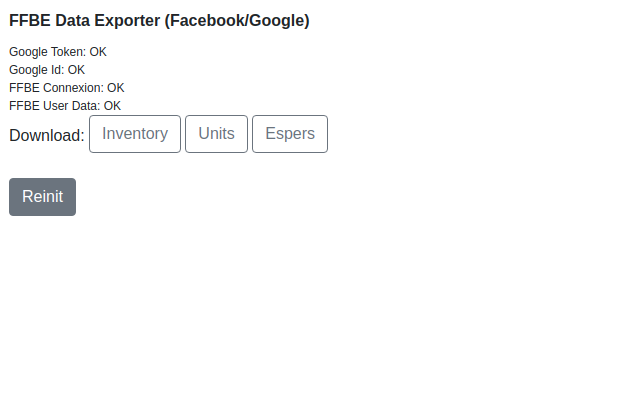 FFBE Data Exporter (Facebook/Google)
Google Token: OK
Google Id: OK
FFBE Connexion: OK
FFBE User Data: OK
Download: Inventory Units Espers
Reinit